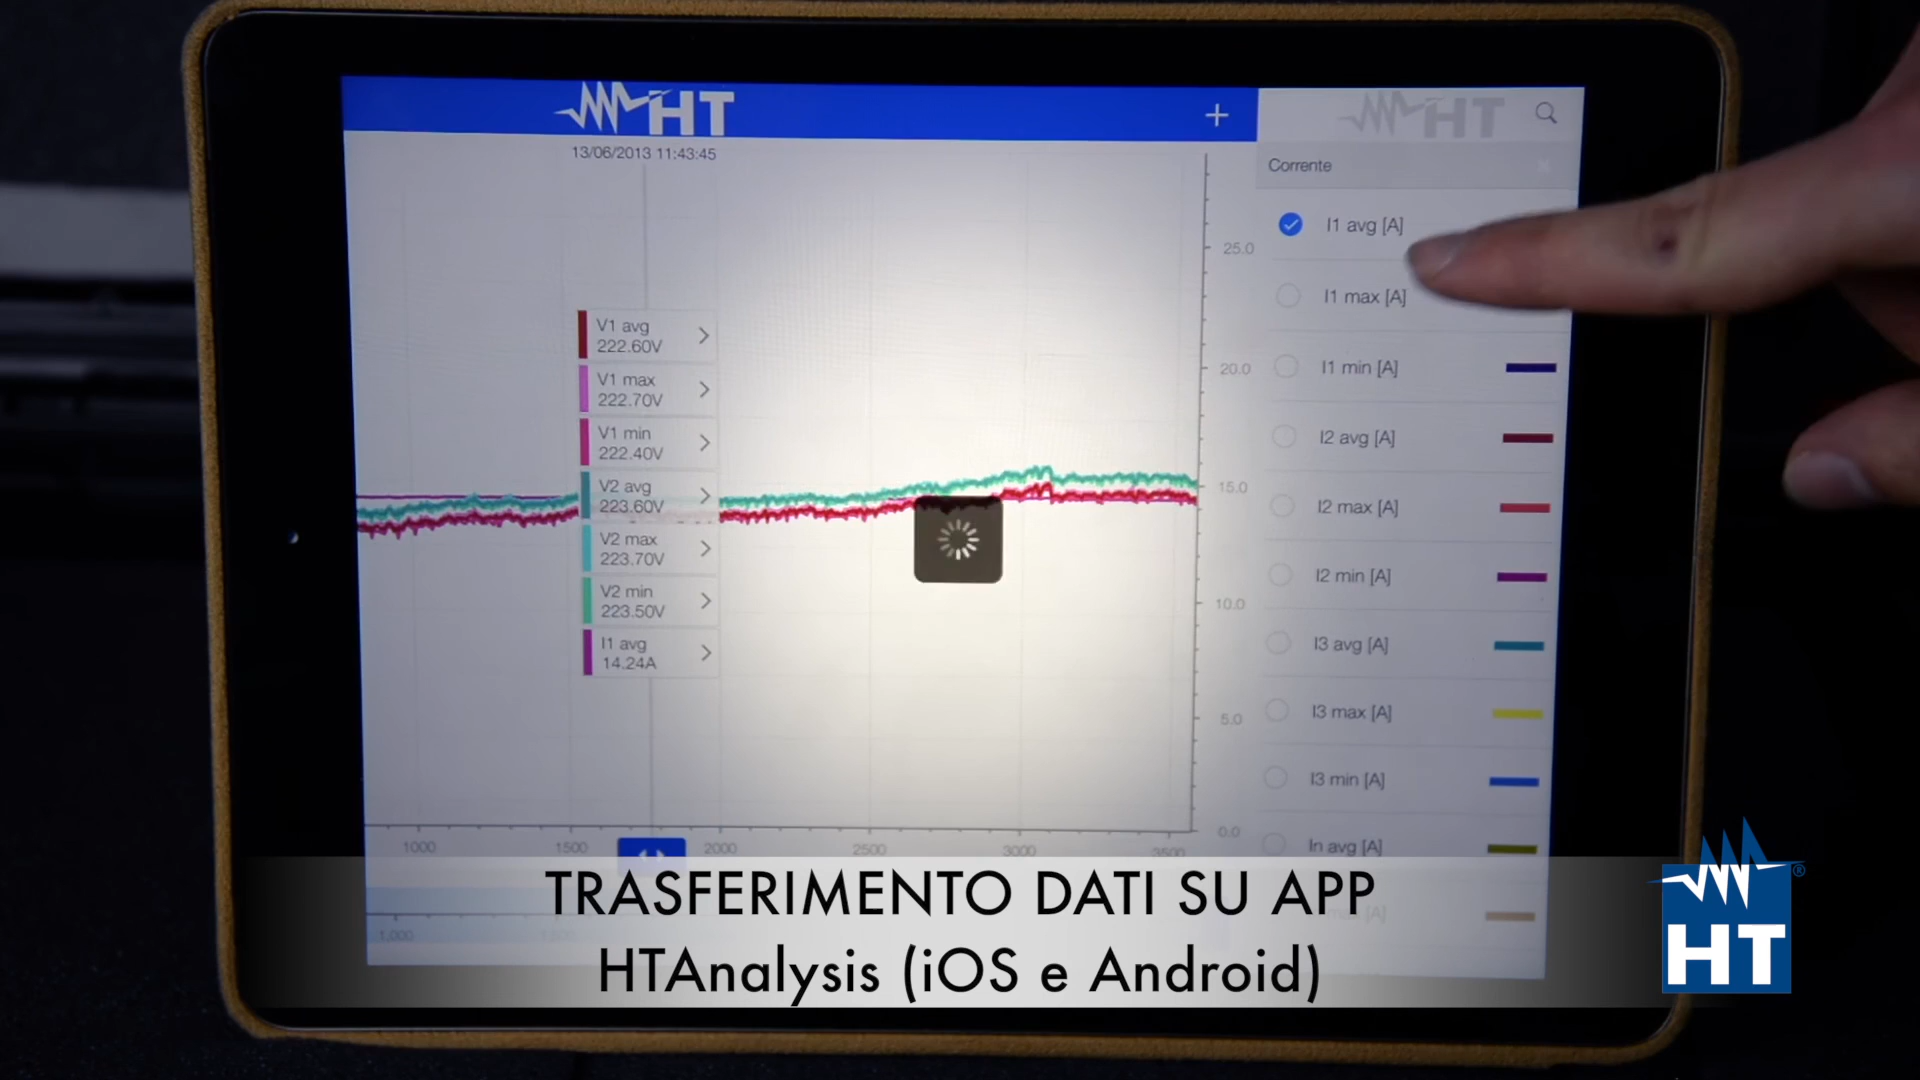 HT
13/06/2013 11:43:45
+
HT
Corrente
I1 avg [A]
I1 max [A]
I1 min [A]
I2 avg [A]
I2 max [A]
I2 min [A]
I3 avg [A]
I3 max [A]
I3 min [A]
In avg [A]
max [A]
25.0
20.0
15.0
10.0
5.0
0.0
V1 avg
222.60V
V1 max
222.70V
V1 min
222.40V
V2 avg
223.60V
V2 max
223.70V
V2 min
223.50V
I1 avg
14.24A
1000 1500 2000 2500 3000 3500
1,000
TRASFERIMENTO DATI SU APP
HTAnalysis (iOS e Android)
HT
®